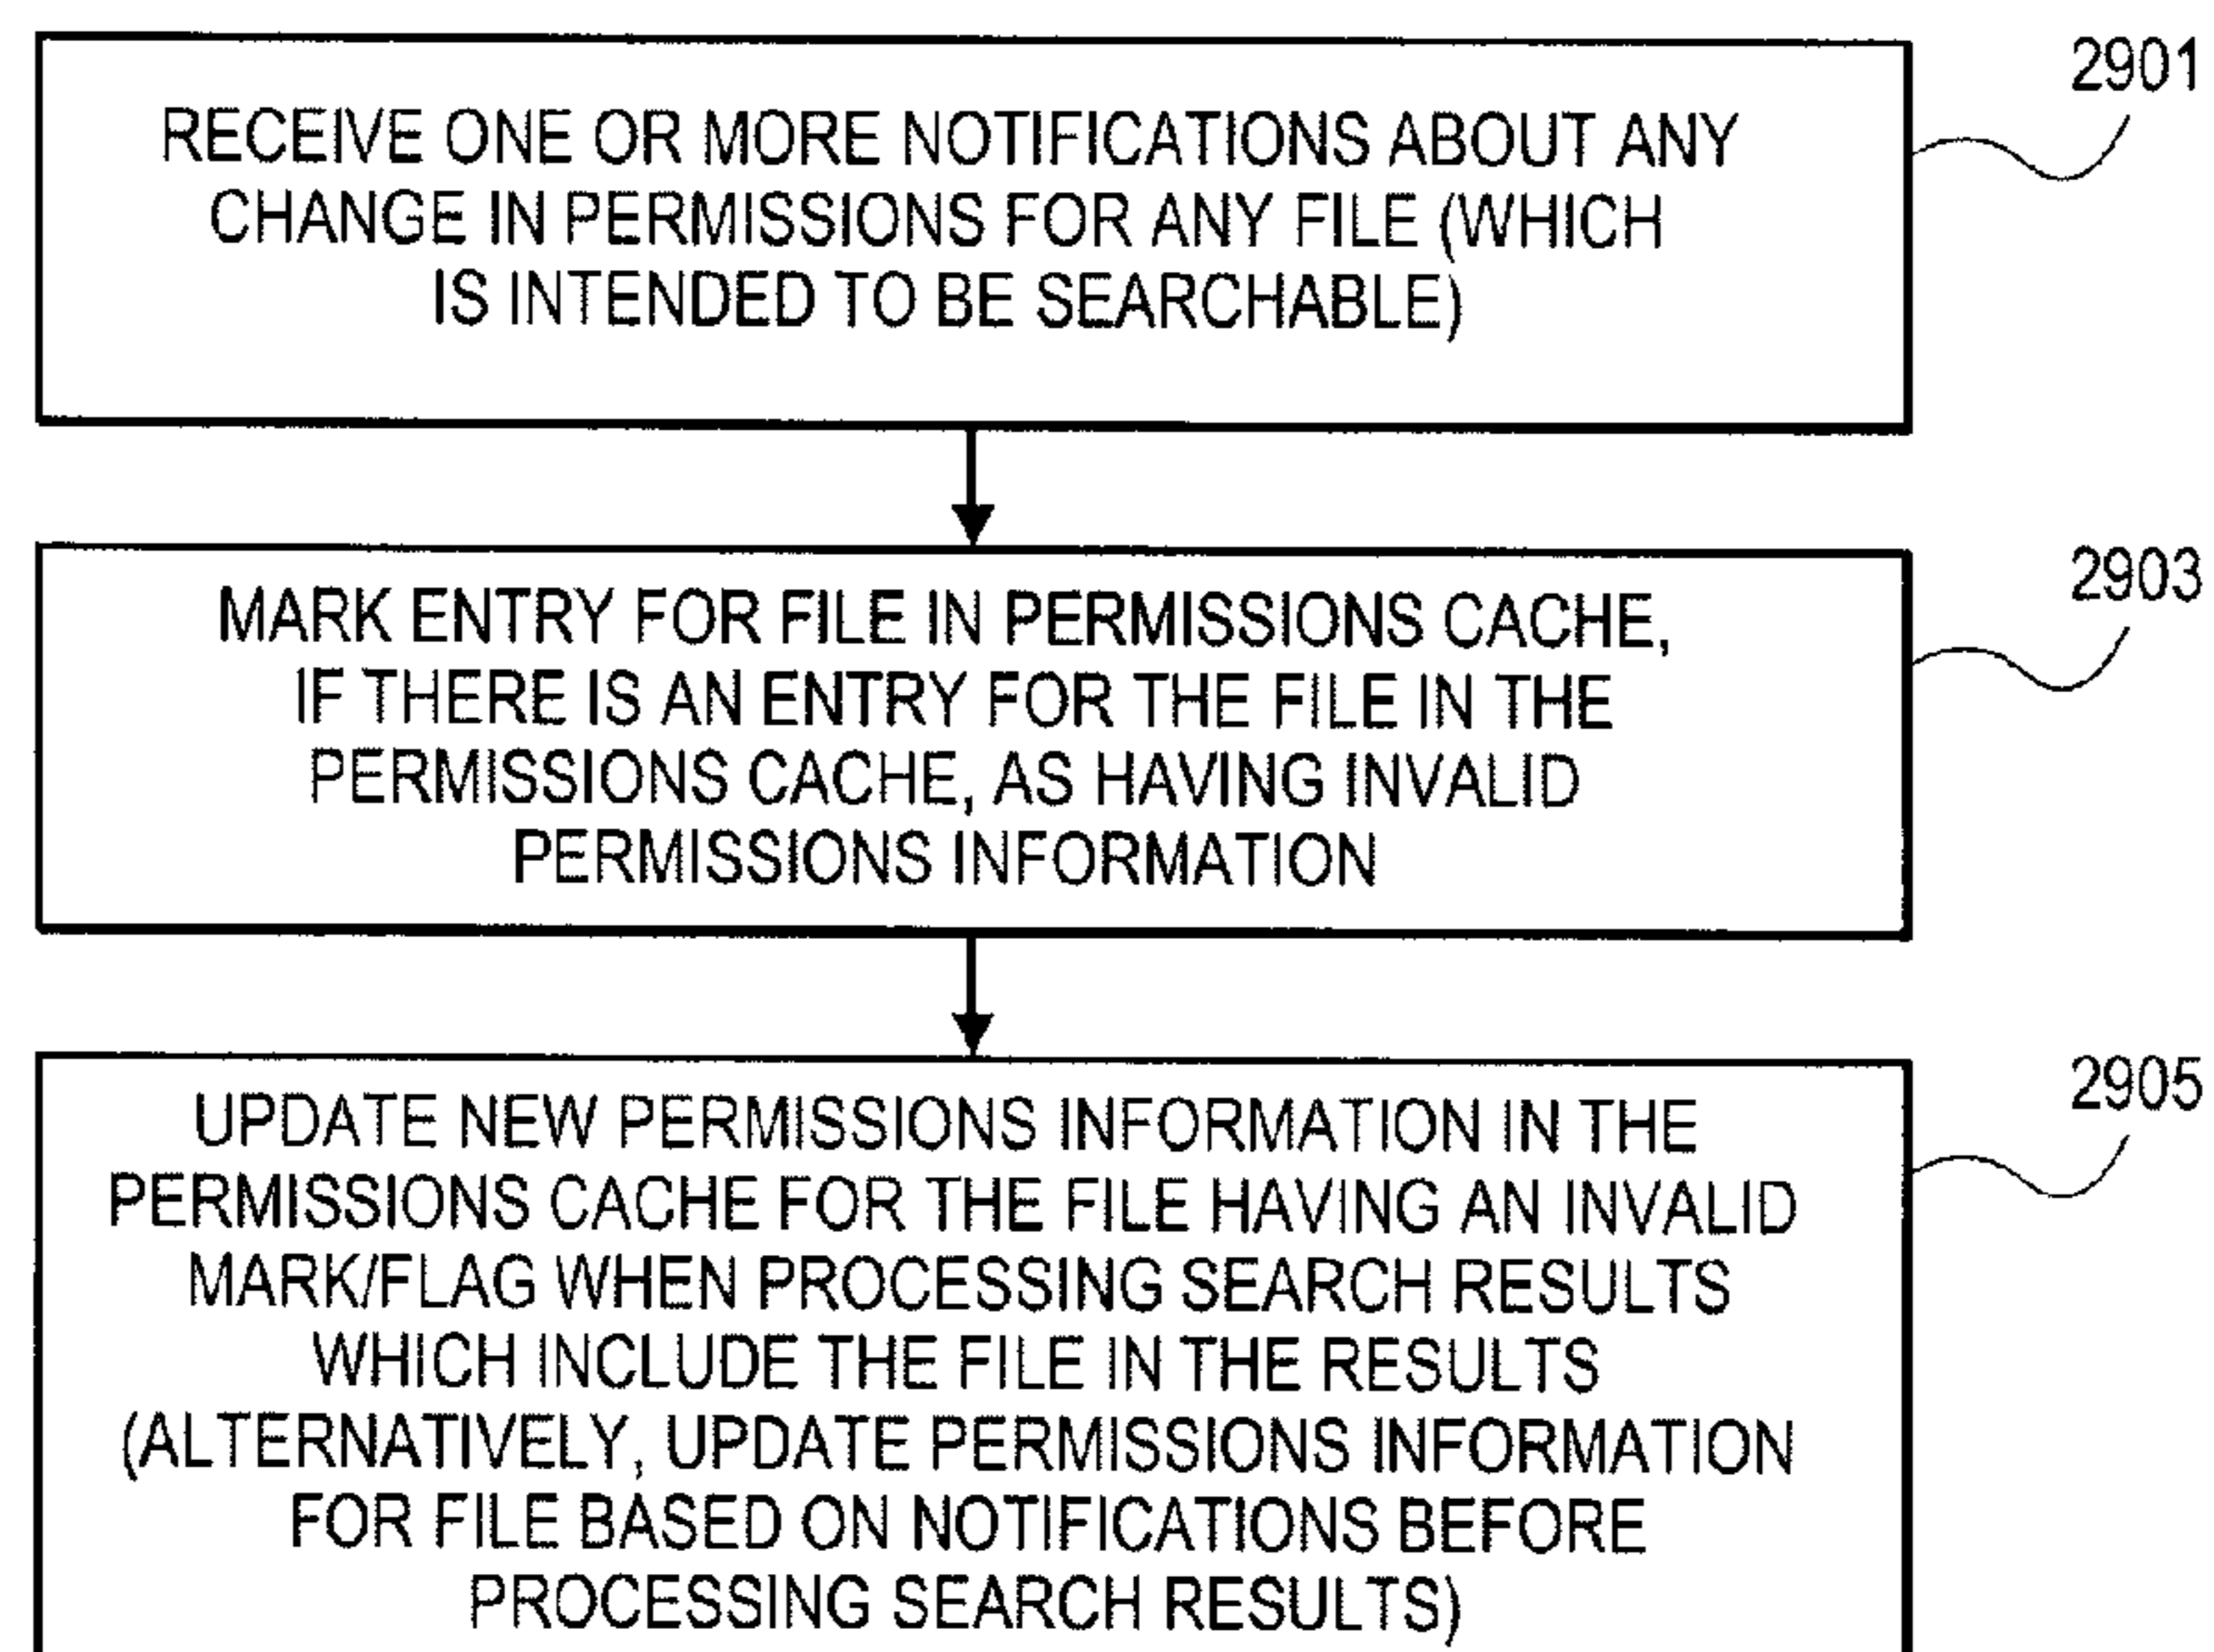 RECEIVE ONE OR MORE NOTIFICATIONS ABOUT ANY
CHANGE IN PERMISSIONS FOR ANY FILE (WHICH
IS INTENDED TO BE SEARCHABLE)
2901
MARK ENTRY FOR FILE IN PERMISSIONS CACHE,
IF THERE IS AN ENTRY FOR THE FILE IN THE
PERMISSIONS CACHE, AS HAVING INVALID
PERMISSIONS INFORMATION
2903
UPDATE NEW PERMISSIONS INFORMATION IN THE
PERMISSIONS CACHE FOR THE FILE HAVING AN INVALID
MARK/FLAG WHEN PROCESSING SEARCH RESULTS
WHICH INCLUDE THE FILE IN THE RESULTS
(ALTERNATIVELY, UPDATE PERMISSIONS INFORMATION
FOR FILE BASED ON NOTIFICATIONS BEFORE
PROCESSING SEARCH RESULTS)
2905